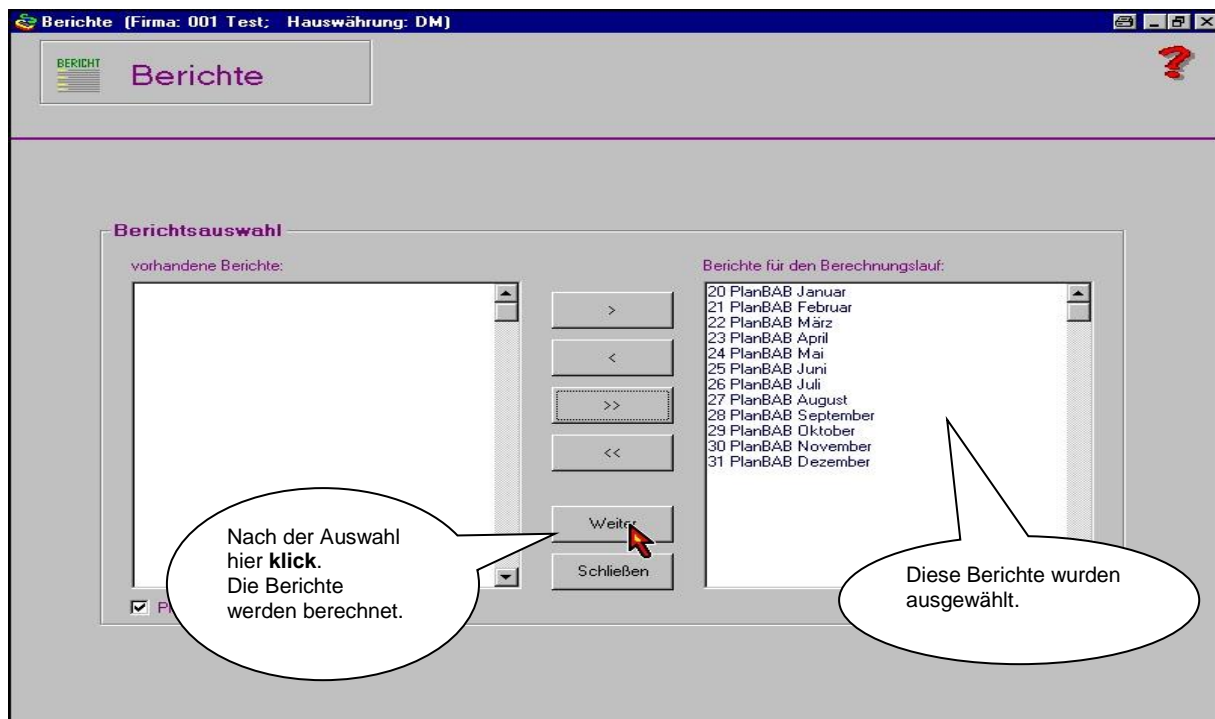 Berichte (Firma: 001 Test; Hauswährung: DM)
BERICHT
Berichte
?
Berichtsauswahl
vorhandene Berichte:
Berichte für den Berechnungslauf:
20 PlanBAB Januar
21 PlanBAB Februar
22 PlanBAB März
23 PlanBAB April
24 PlanBAB Mai
25 PlanBAB Juni
26 PlanBAB Juli
27 PlanBAB August
28 PlanBAB September
29 PlanBAB Oktober
30 PlanBAB November
31 PlanBAB Dezember
>
<
>>
<<
Weiter
Schließen
Nach der Auswahl
hier klick.
Die Berichte
werden berechnet.
Diese Berichte wurden
ausgewählt.